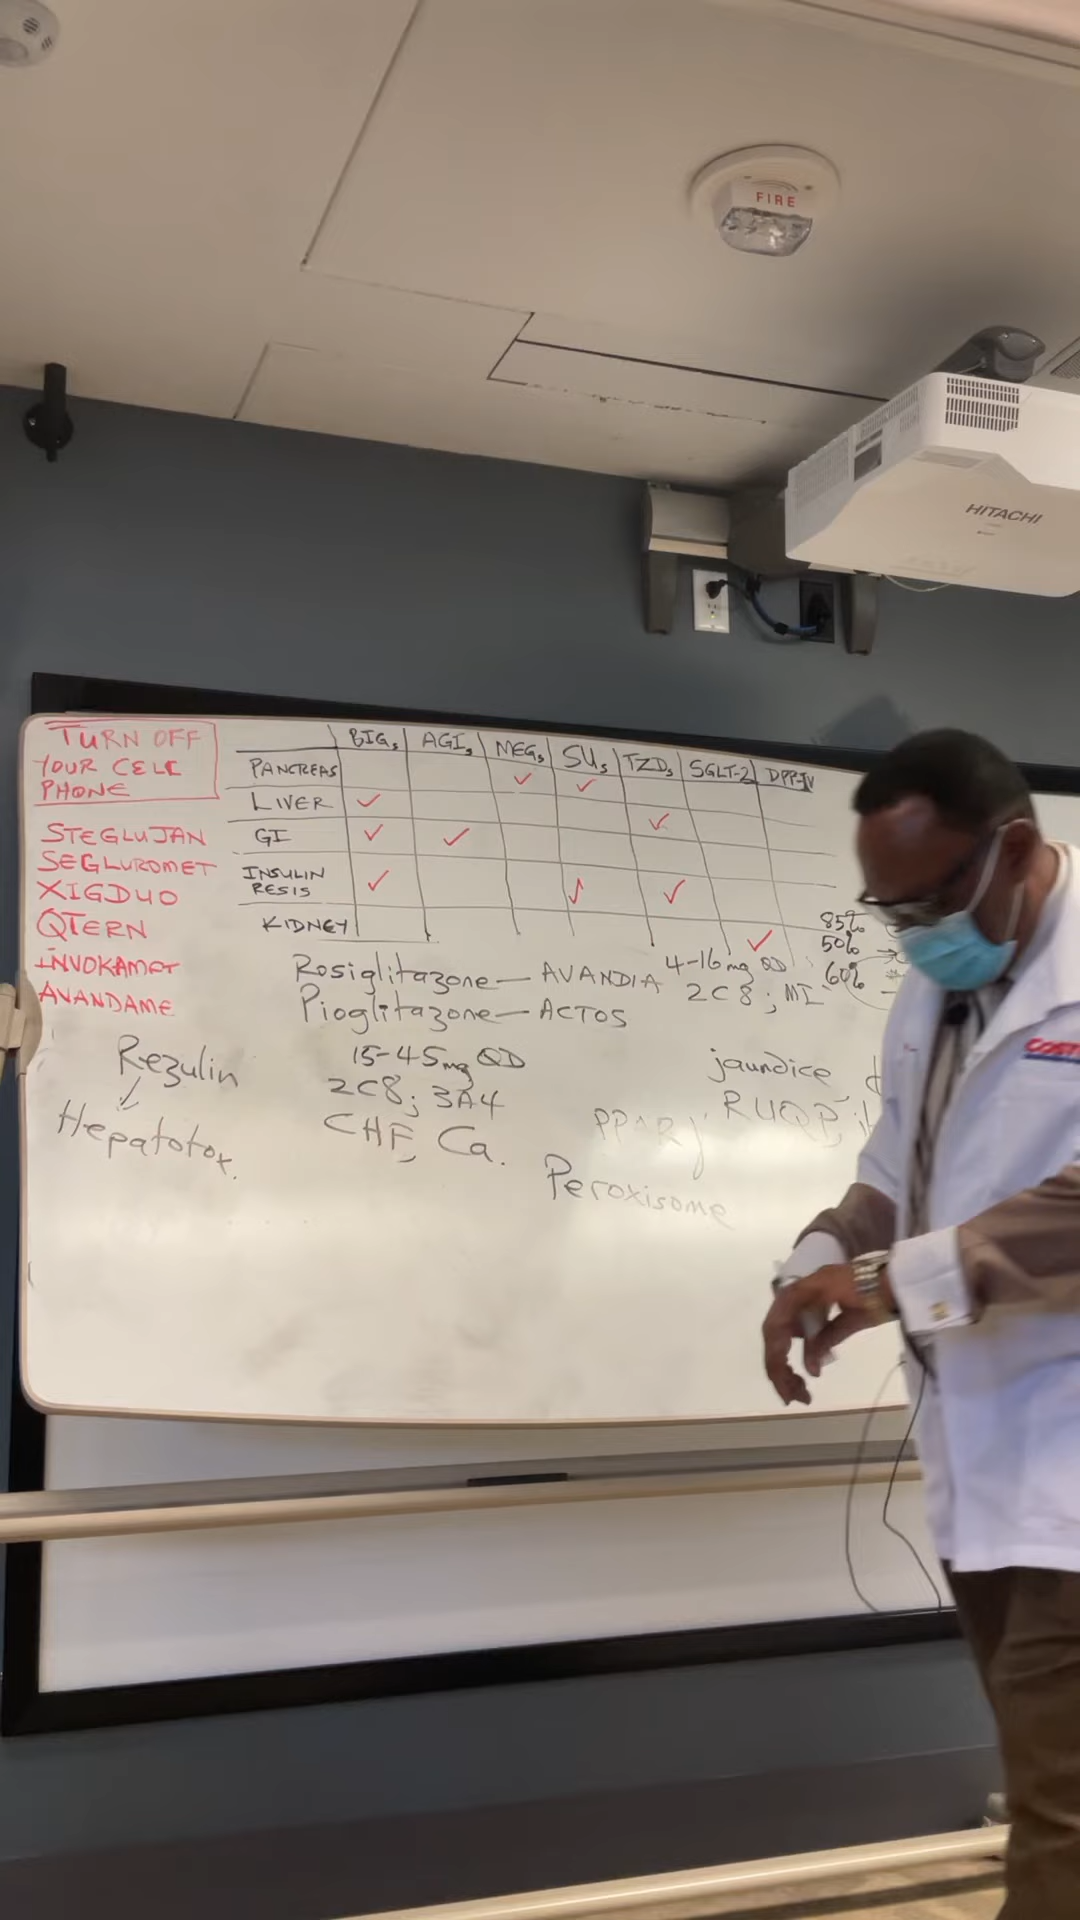 FIRE
HITACHI
TURN OFF
YOUR CELL
PHONE
STEGLUJAN
SEGLUROMET
XIGDUO
QTERN
INVOKAMET
AVANDAME
BIGs AGIs MEGs SUs TZDs SGLT-2 DPP-IV
PANCREAS ✓ ✓
LIVER ✓ ✓
GI ✓ ✓
INSULIN
RESIS ✓ ✓ ✓
KIDNEY ✓
85%
50%
60%
Rosiglitazone — AVANDIA 4-16mg QD
2C8; MI
Pioglitazone — ACTOS
15-45mg QD
2C8; 3A4
CHF, Ca.
Rezulin
Hepatotox.
jaundice
RUQP,
PPAR
Peroxisome